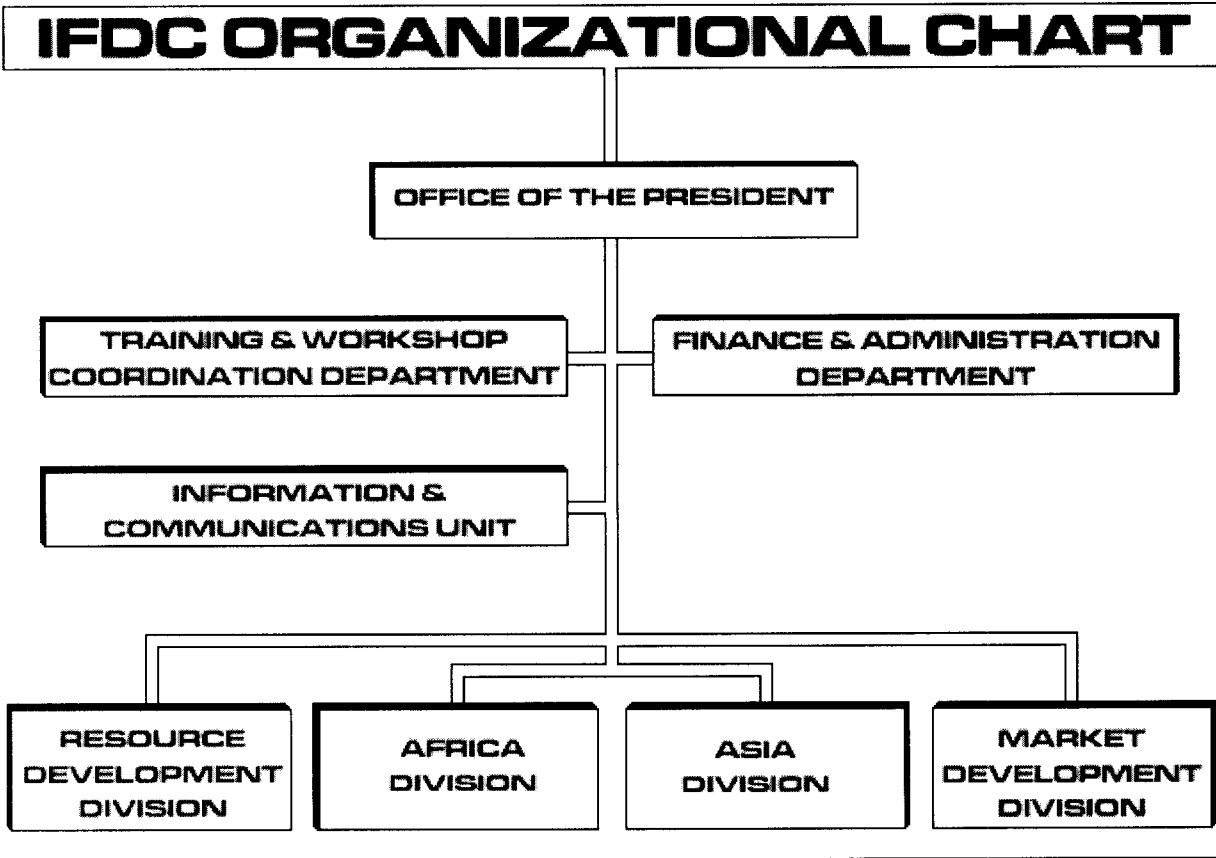 IFDC ORGANIZATIONAL CHART
OFFICE OF THE PRESIDENT
TRAINING & WORKSHOP
COORDINATION DEPARTMENT
FINANCE & ADMINISTRATION
DEPARTMENT
INFORMATION &
COMMUNICATIONS UNIT
RESOURCE
DEVELOPMENT
DIVISION
AFRICA
DIVISION
ASIA
DIVISION
MARKET
DEVELOPMENT
DIVISION